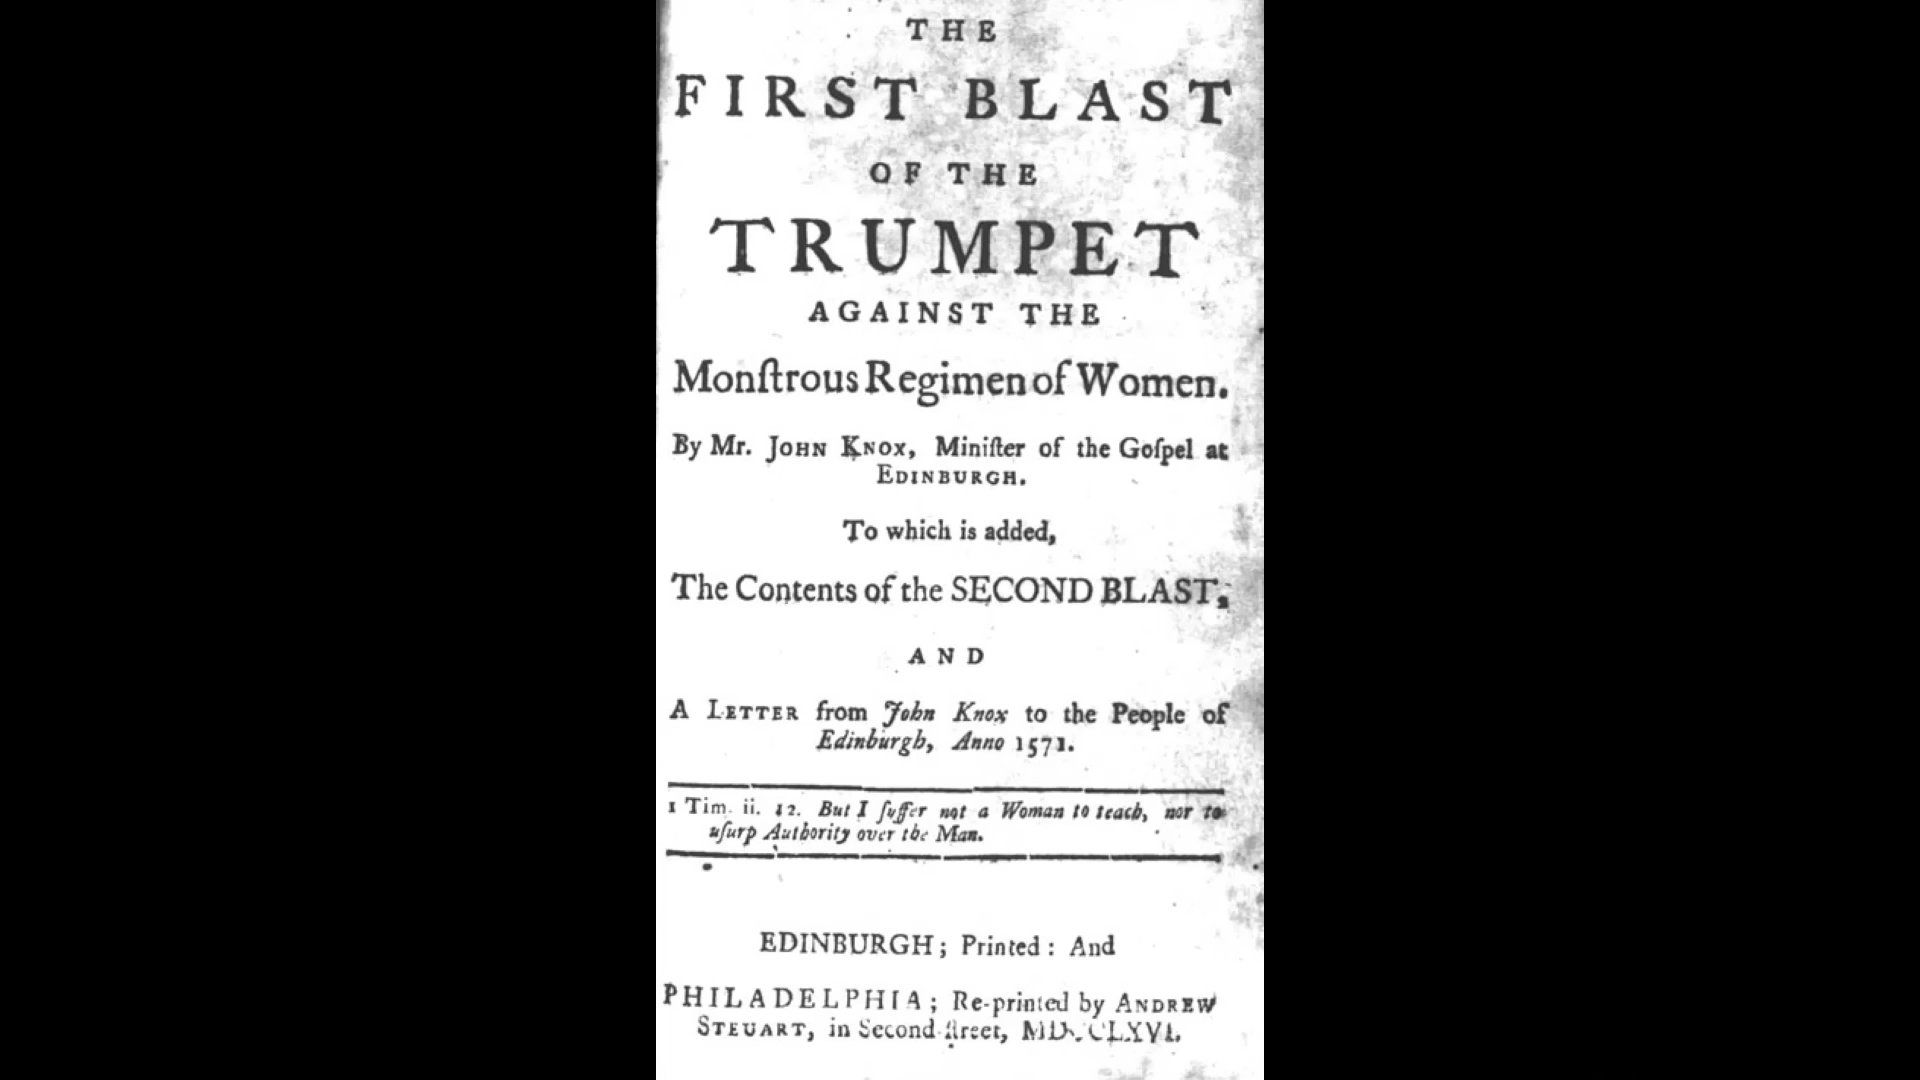 THE
FIRST BLAST
OF THE
TRUMPET
AGAINST THE
Monſtrous Regimen of Women.
By Mr. JOHN KNOX, Miniſter of the Goſpel at
EDINBURGH.
To which is added,
The Contents of the SECOND BLAST;
AND
A LETTER from John Knox to the People of
Edinburgh, Anno 1571.
1 Tim. ii. 12. But I ſuffer not a Woman to teach, nor to
uſurp Authority over the Man.
EDINBURGH; Printed: And
PHILADELPHIA; Re-printed by ANDREW
STEUART, in Second-ſtreet, MDCCLXVI.